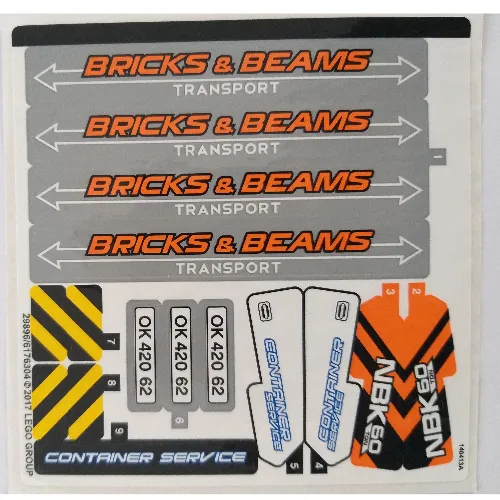 BRICKS & BEAMS
TRANSPORT
BRICKS & BEAMS
TRANSPORT
1
BRICKS & BEAMS
TRANSPORT
BRICKS & BEAMS
TRANSPORT
29896/6176304 © 2017 LEGO GROUP
7
8
9
OK 420 62
OK 420 62
OK 420 62
6
CONTAINER SERVICE
CONTAINER
SERVICE
5
CONTAINER
SERVICE
4
3
2
NBK60
NBK60